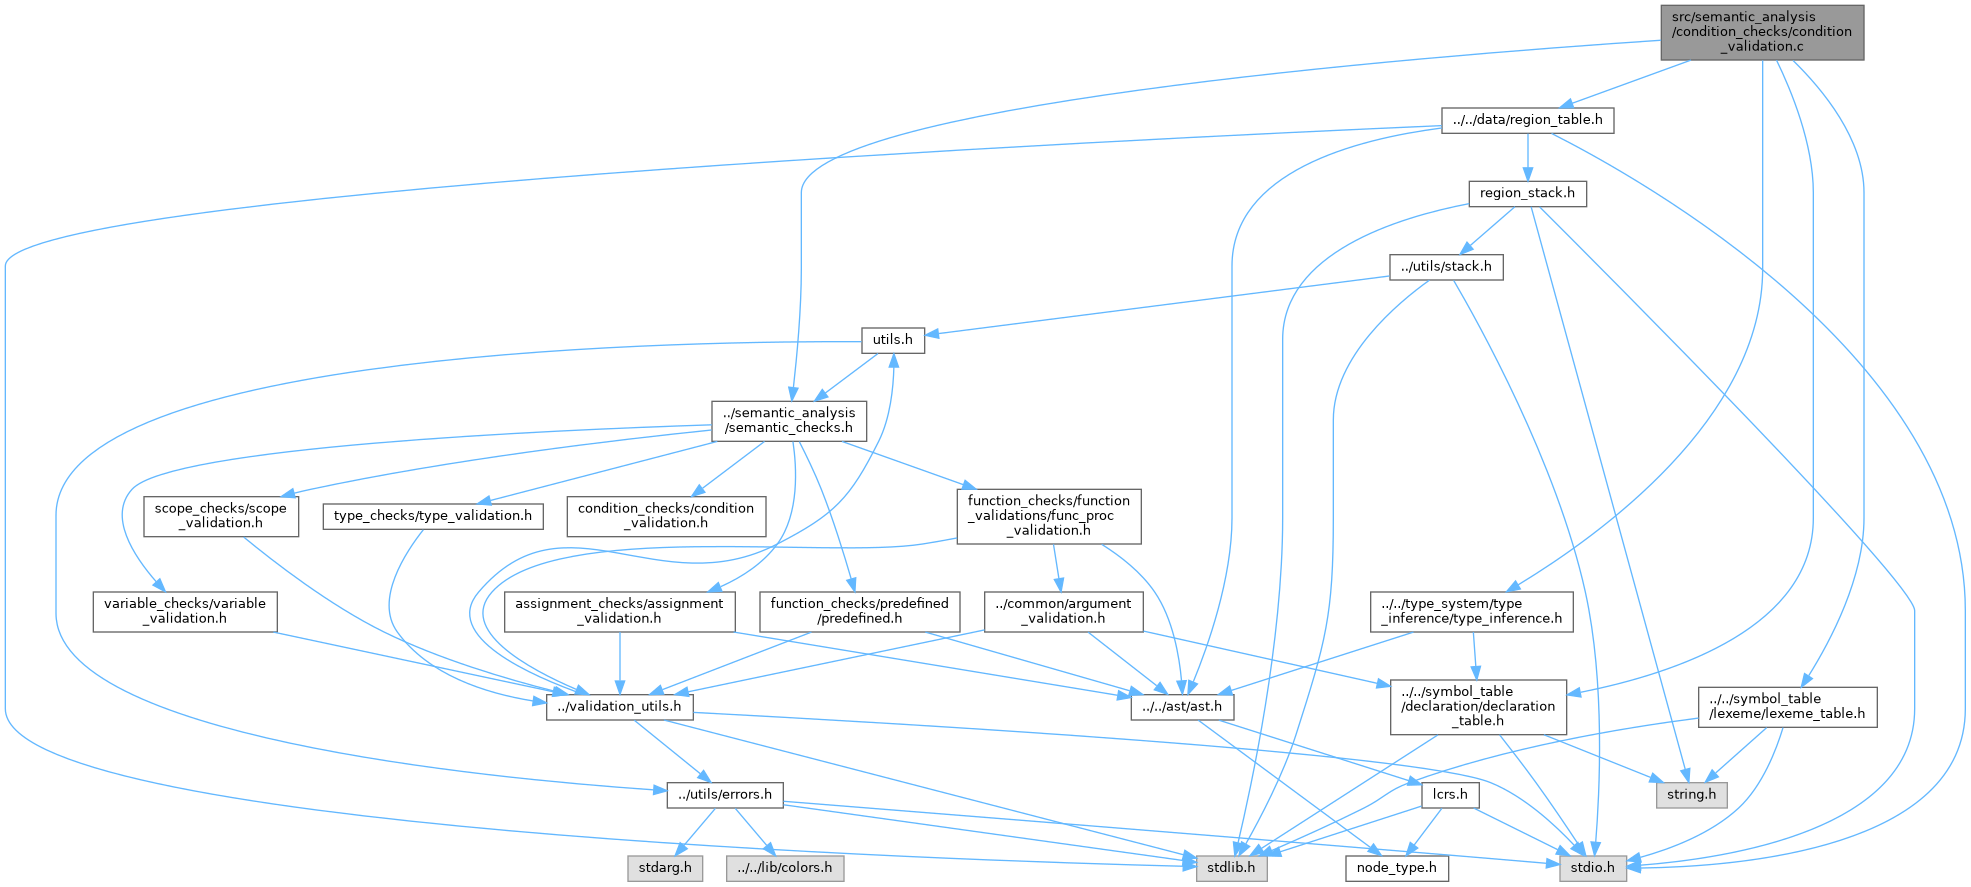 src/semantic_analysis
/condition_checks/condition
_validation.c
../../data/region_table.h
region_stack.h
../utils/stack.h
utils.h
../semantic_analysis
/semantic_checks.h
scope_checks/scope
_validation.h
type_checks/type_validation.h
condition_checks/condition
_validation.h
function_checks/function
_validations/func_proc
_validation.h
variable_checks/variable
_validation.h
assignment_checks/assignment
_validation.h
function_checks/predefined
/predefined.h
../common/argument
_validation.h
../../type_system/type
_inference/type_inference.h
../validation_utils.h
../../ast/ast.h
../../symbol_table
/declaration/declaration
_table.h
../../symbol_table
/lexeme/lexeme_table.h
../utils/errors.h
lcrs.h
string.h
stdarg.h
../../lib/colors.h
stdlib.h
node_type.h
stdio.h